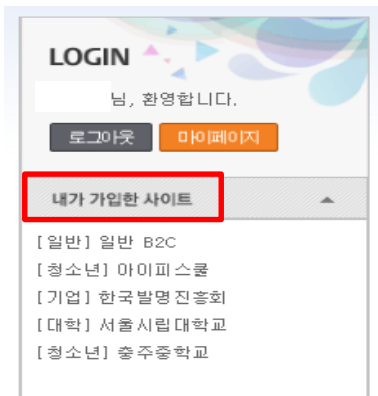 LOGIN
님, 환영합니다.
로그아웃 마이페이지
내가 가입한 사이트
[일반] 일반 B2C
[청소년] 아이피스쿨
[기업] 한국발명진흥회
[대학] 서울시립대학교
[청소년] 충주중학교